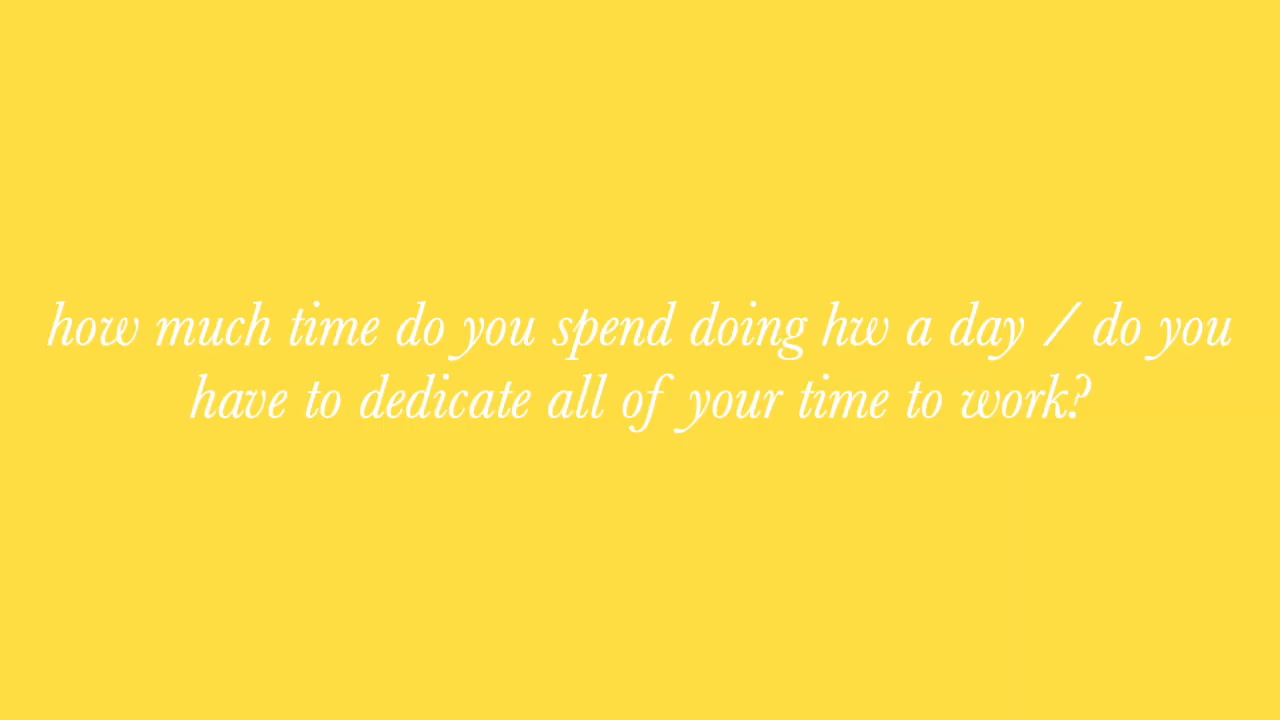 how much time do you spend doing hw a day / do you
have to dedicate all of your time to work?